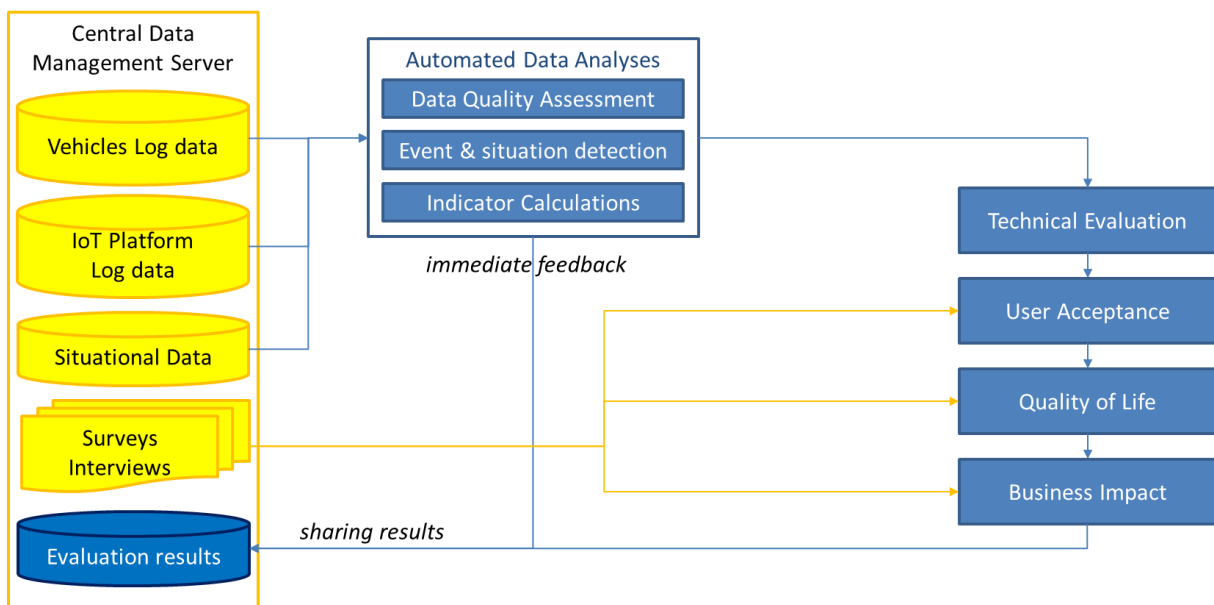 Central Data
Management Server
Vehicles Log data
IoT Platform
Log data
Situational Data
Surveys
Interviews
Evaluation results
Automated Data Analyses
Data Quality Assessment
Event & situation detection
Indicator Calculations
immediate feedback
sharing results
Technical Evaluation
User Acceptance
Quality of Life
Business Impact